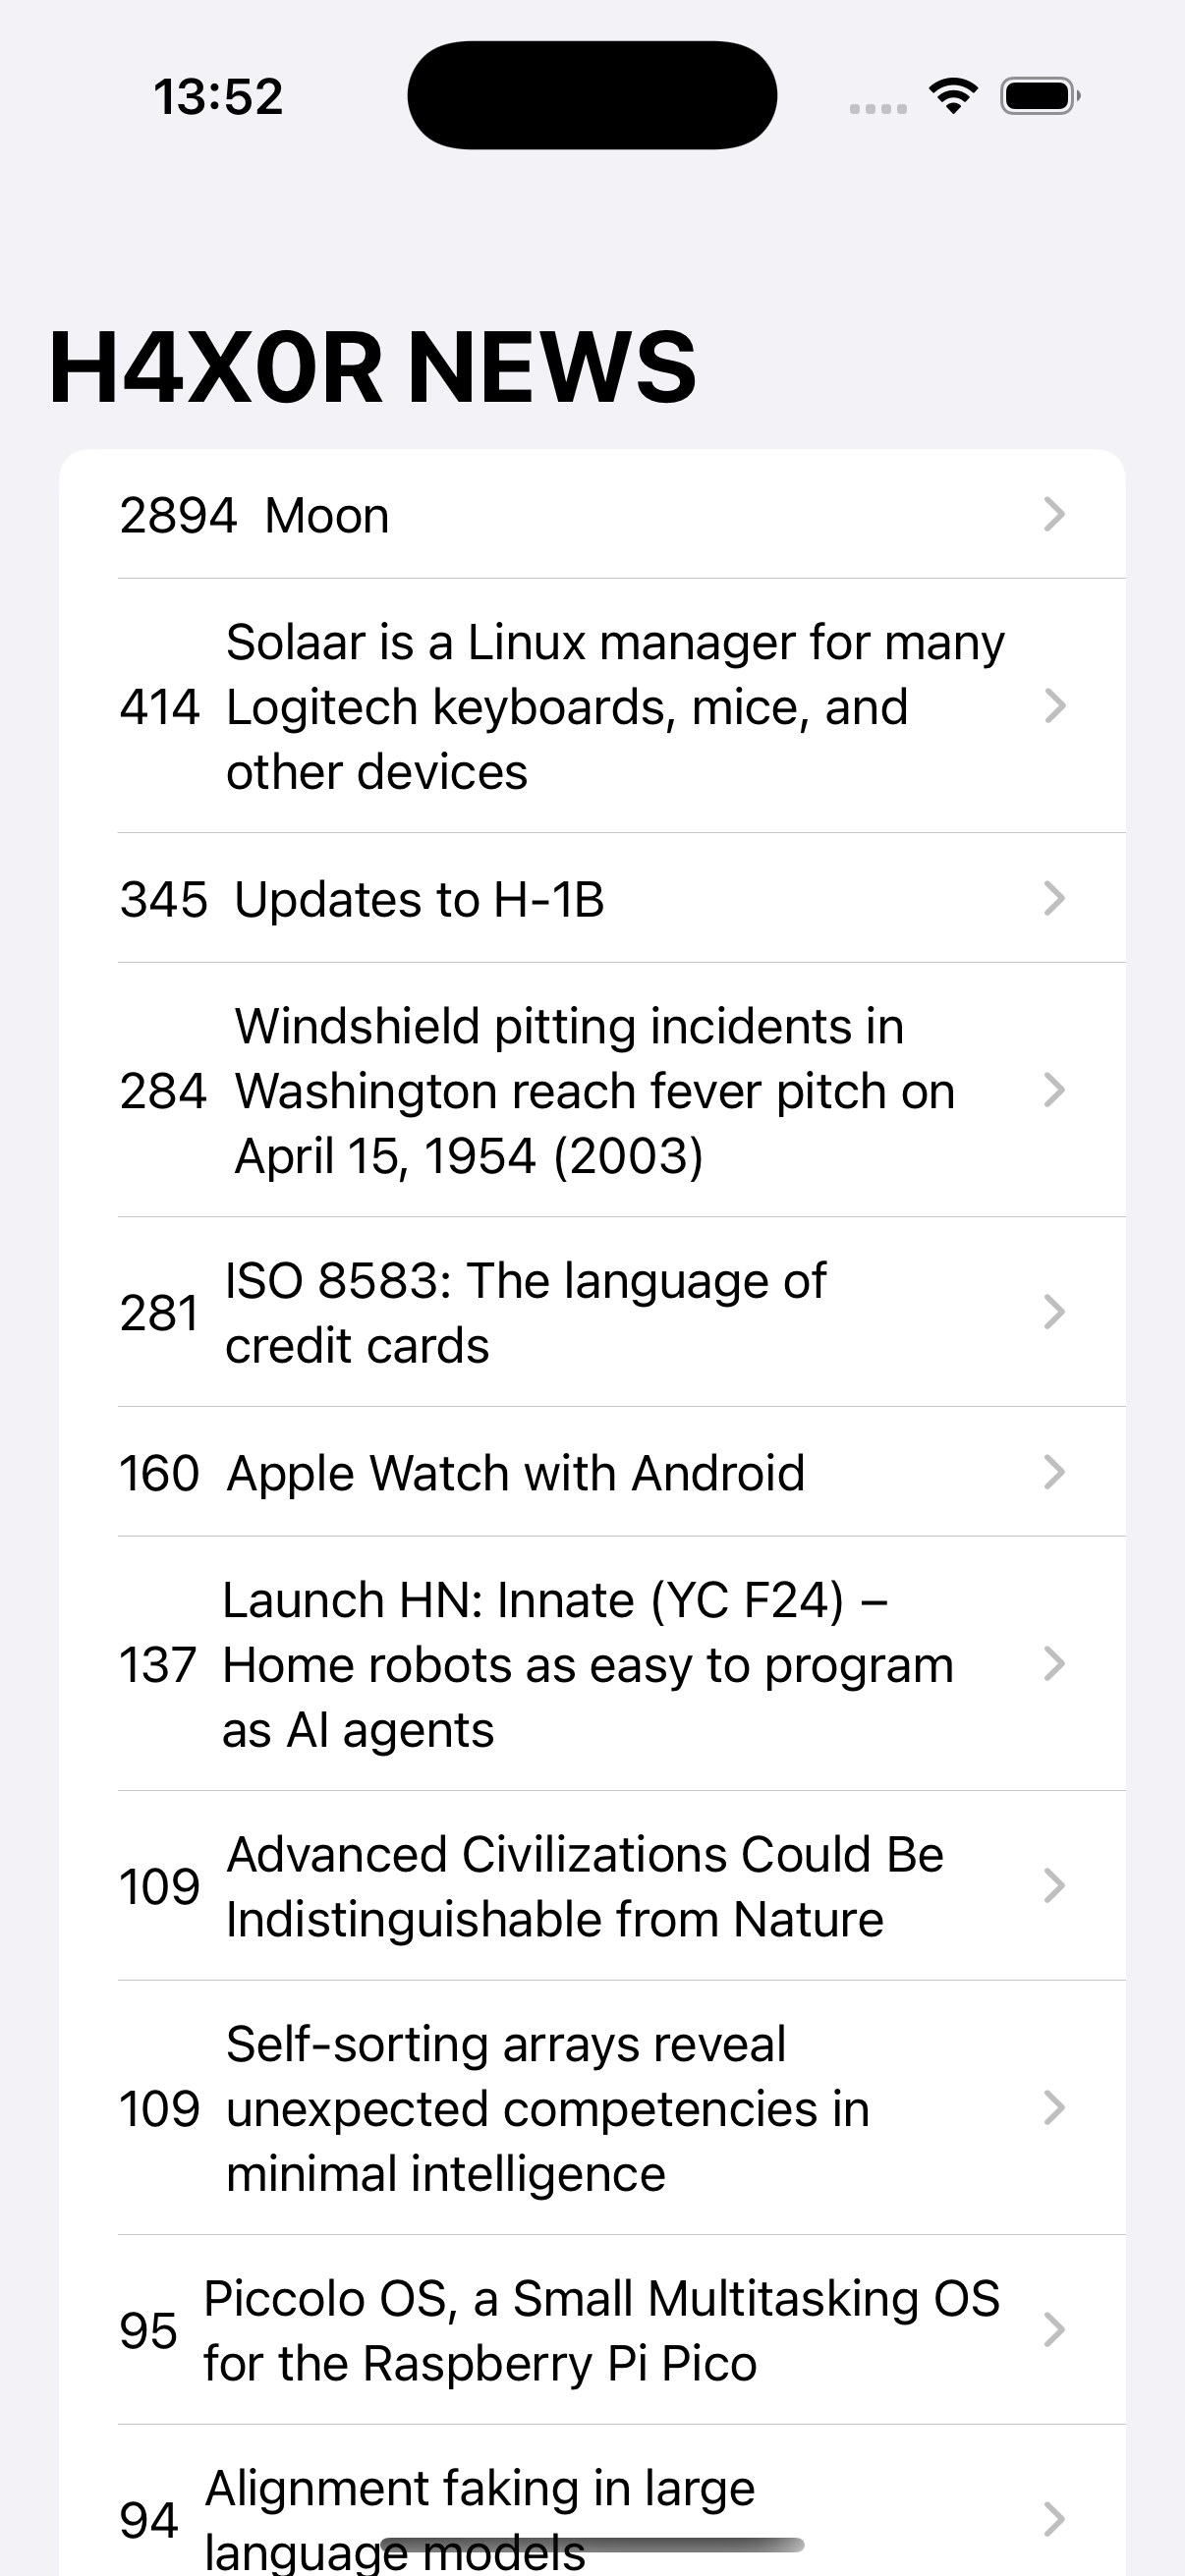 13:52
H4X0R NEWS
2894 Moon
Solaar is a Linux manager for many
414 Logitech keyboards, mice, and
other devices
345 Updates to H-1B
Windshield pitting incidents in
284 Washington reach fever pitch on
April 15, 1954 (2003)
281
ISO 8583: The language of
credit cards
160 Apple Watch with Android
Launch HN: Innate (YC F24) –
137 Home robots as easy to program
as AI agents
109
Advanced Civilizations Could Be
Indistinguishable from Nature
Self-sorting arrays reveal
109 unexpected competencies in
minimal intelligence
95
Piccolo OS, a Small Multitasking OS
for the Raspberry Pi Pico
94
Alignment faking in large
language models